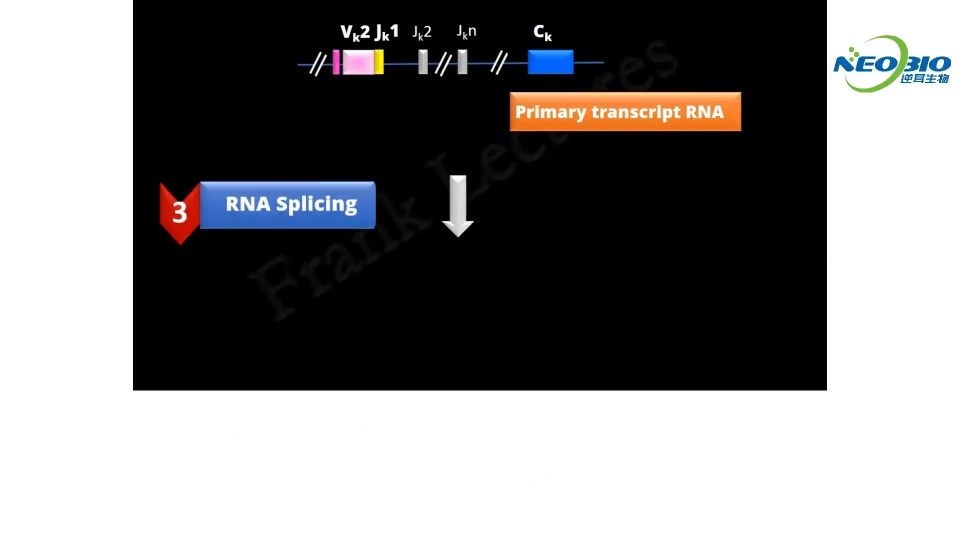 Vk2 Jk1 Jk2 Jkn Ck
NEOBIO
逆耳生物
Primary transcript RNA
3 RNA Splicing
Frank Lectures